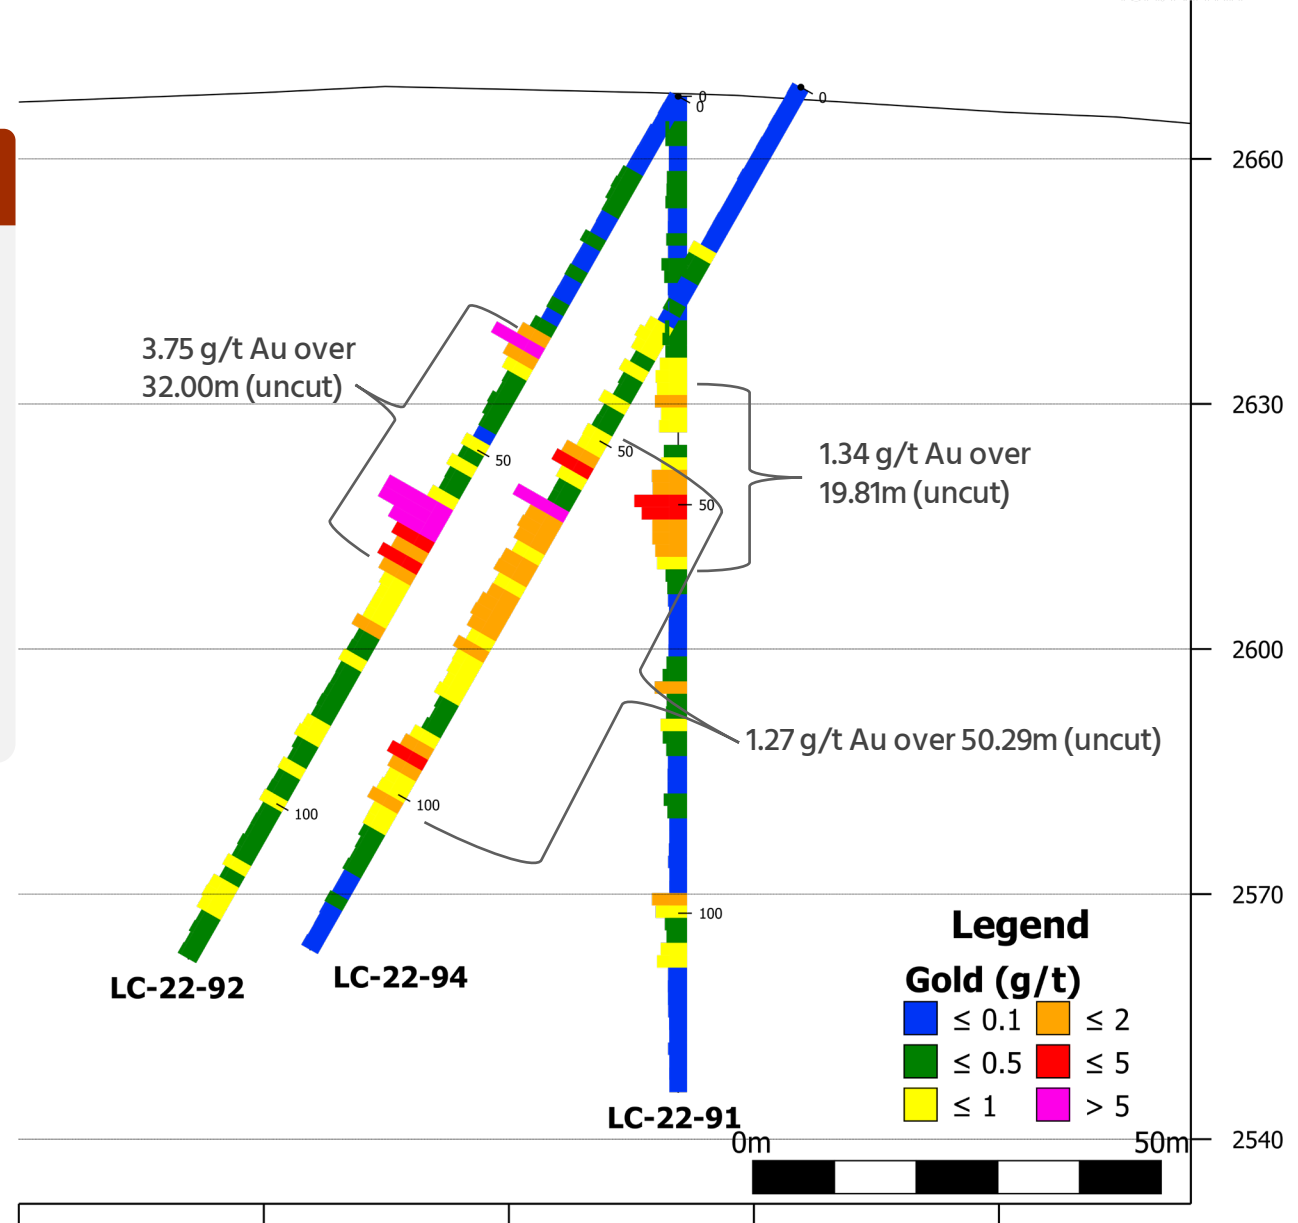 0
0
0
2660
3.75 g/t Au over
32.00m (uncut)
2630
50
50
1.34 g/t Au over
19.81m (uncut)
50
2600
1.27 g/t Au over 50.29m (uncut)
100
100
2570
100
LC-22-92
LC-22-94
LC-22-91
Legend
Gold (g/t)
≤ 0.1
≤ 2
≤ 0.5
≤ 5
≤ 1
> 5
2540
0m
50m